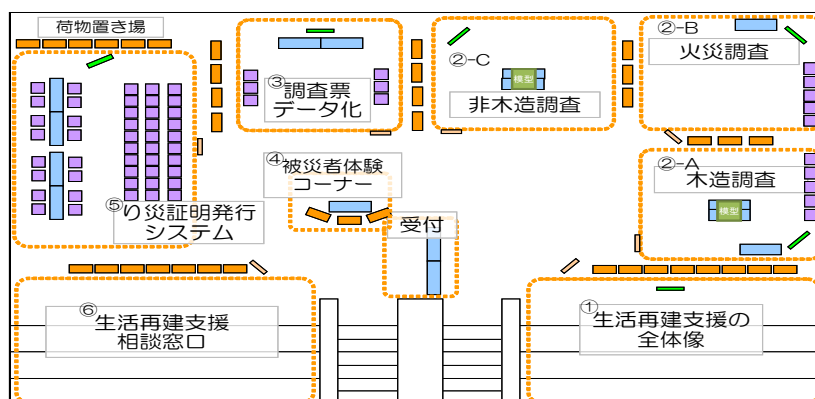 荷物置き場
③
調査票
データ化
②-C
模型
非木造調査
②-B
火災調査
②-A
木造調査
模型
④
被災者体験
コーナー
受付
⑤
り災証明発行
システム
⑥
生活再建支援
相談窓口
①
生活再建支援の
全体像